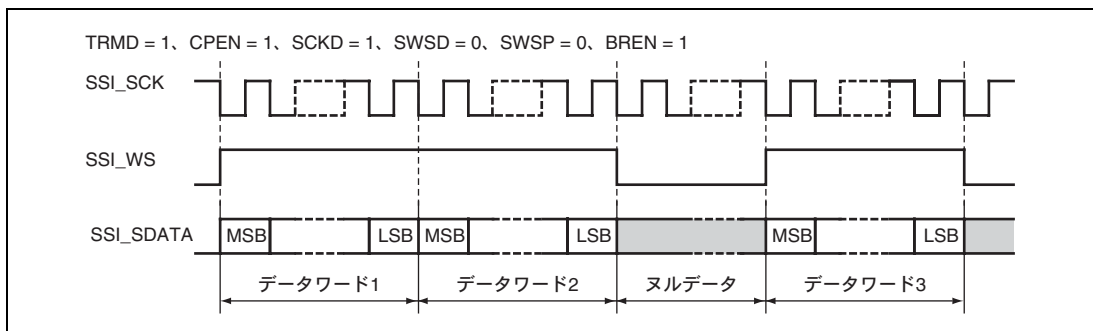 TRMD = 1、CPEN = 1、SCKD = 1、SWSD = 0、SWSP = 0、BREN = 1
SSI_SCK
SSI_WS
SSI_SDATA MSB LSB MSB LSB MSB LSB
データワード1 データワード2 ヌルデータ データワード3